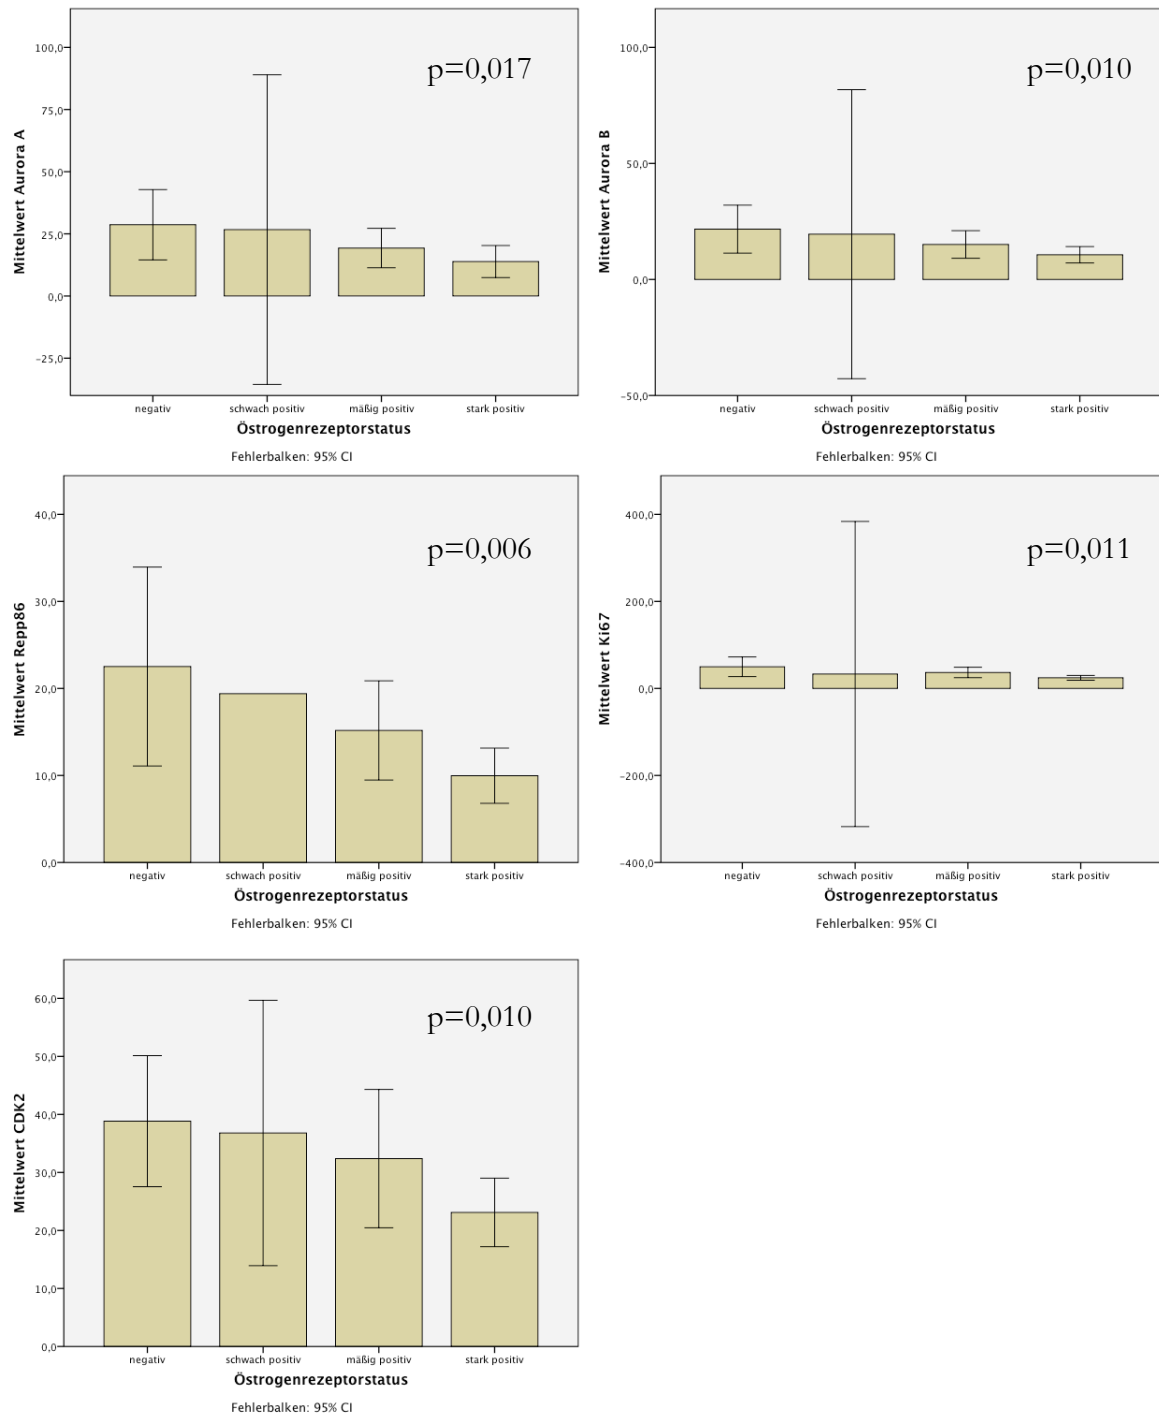 p=0,017
Mittelwert Aurora A
100,0
75,0
50,0
25,0
0,0
−25,0
negativ schwach positiv mäßig positiv stark positiv
Östrogenrezeptorstatus
Fehlerbalken: 95% CI
p=0,010
Mittelwert Aurora B
100,0
50,0
0,0
−50,0
negativ schwach positiv mäßig positiv stark positiv
Östrogenrezeptorstatus
Fehlerbalken: 95% CI
p=0,006
Mittelwert Repp86
40,0
30,0
20,0
10,0
0,0
negativ schwach positiv mäßig positiv stark positiv
Östrogenrezeptorstatus
Fehlerbalken: 95% CI
p=0,011
Mittelwert Ki67
400,0
200,0
0,0
−200,0
−400,0
negativ schwach positiv mäßig positiv stark positiv
Östrogenrezeptorstatus
Fehlerbalken: 95% CI
p=0,010
Mittelwert CDK2
60,0
50,0
40,0
30,0
20,0
10,0
0,0
negativ schwach positiv mäßig positiv stark positiv
Östrogenrezeptorstatus
Fehlerbalken: 95% CI